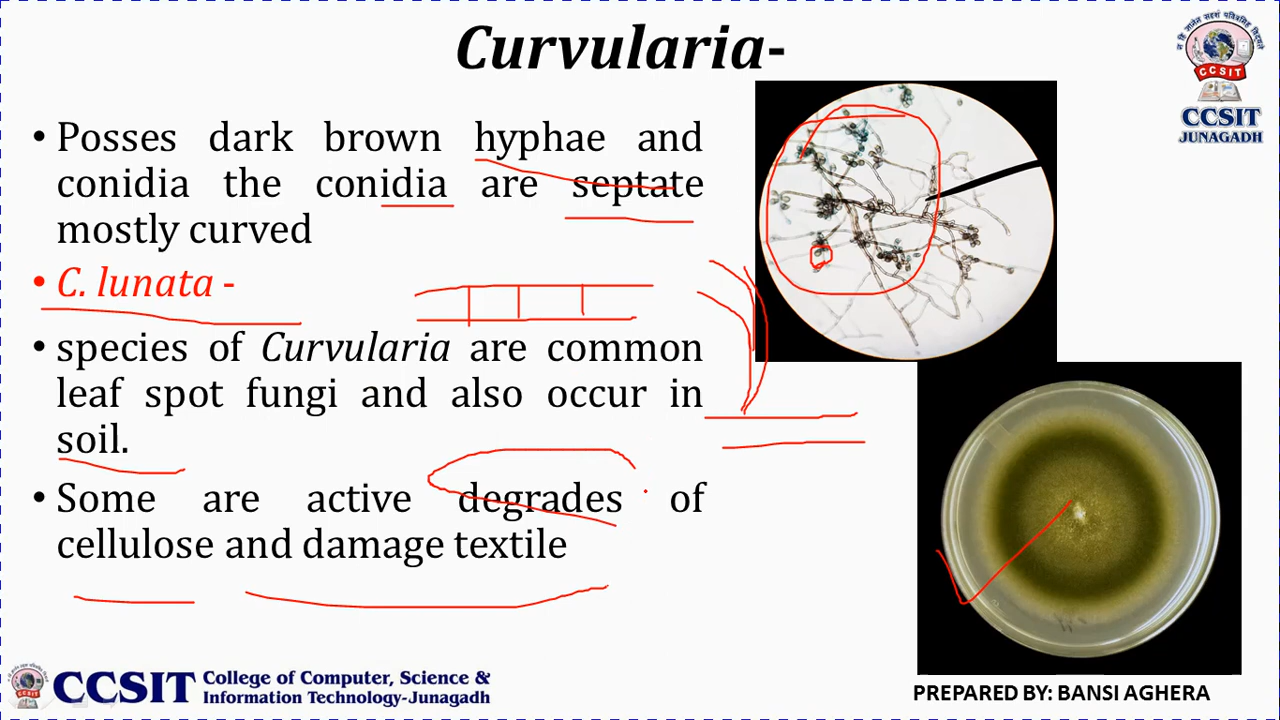 Curvularia-
• Posses dark brown hyphae and
conidia the conidia are septate
mostly curved
• C. lunata -
• species of Curvularia are common
leaf spot fungi and also occur in
soil.
• Some are active degrades of
cellulose and damage textile
CCSIT
CCSIT
JUNAGADH
CCSIT College of Computer, Science &
Information Technology-Junagadh
PREPARED BY: BANSI AGHERA